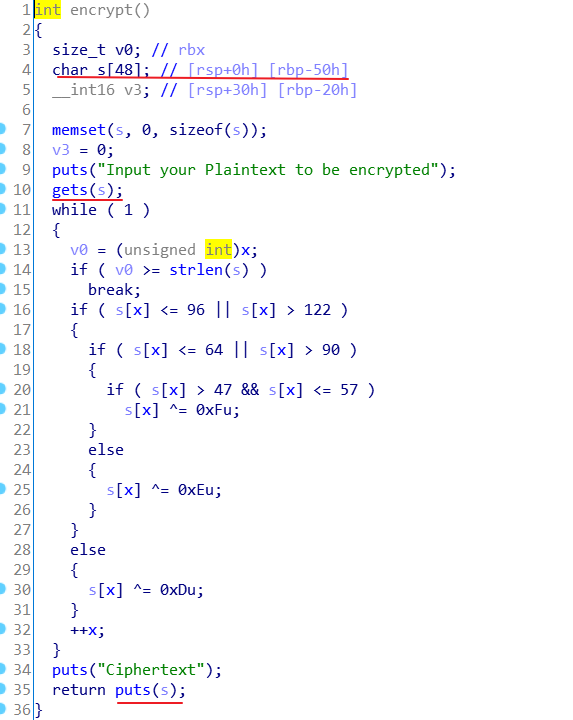 1 int encrypt()
2 {
3   size_t v0; // rbx
4   char s[48]; // [rsp+0h] [rbp-50h]
5   __int16 v3; // [rsp+30h] [rbp-20h]
6
7   memset(s, 0, sizeof(s));
8   v3 = 0;
9   puts("Input your Plaintext to be encrypted");
10   gets(s);
11   while ( 1 )
12   {
13     v0 = (unsigned int)x;
14     if ( v0 >= strlen(s) )
15       break;
16     if ( s[x] <= 96 || s[x] > 122 )
17     {
18       if ( s[x] <= 64 || s[x] > 90 )
19       {
20         if ( s[x] > 47 && s[x] <= 57 )
21           s[x] ^= 0xFu;
22       }
23       else
24       {
25         s[x] ^= 0xEu;
26       }
27     }
28     else
29     {
30       s[x] ^= 0xDu;
31     }
32     ++x;
33   }
34   puts("Ciphertext");
35   return puts(s);
36 }